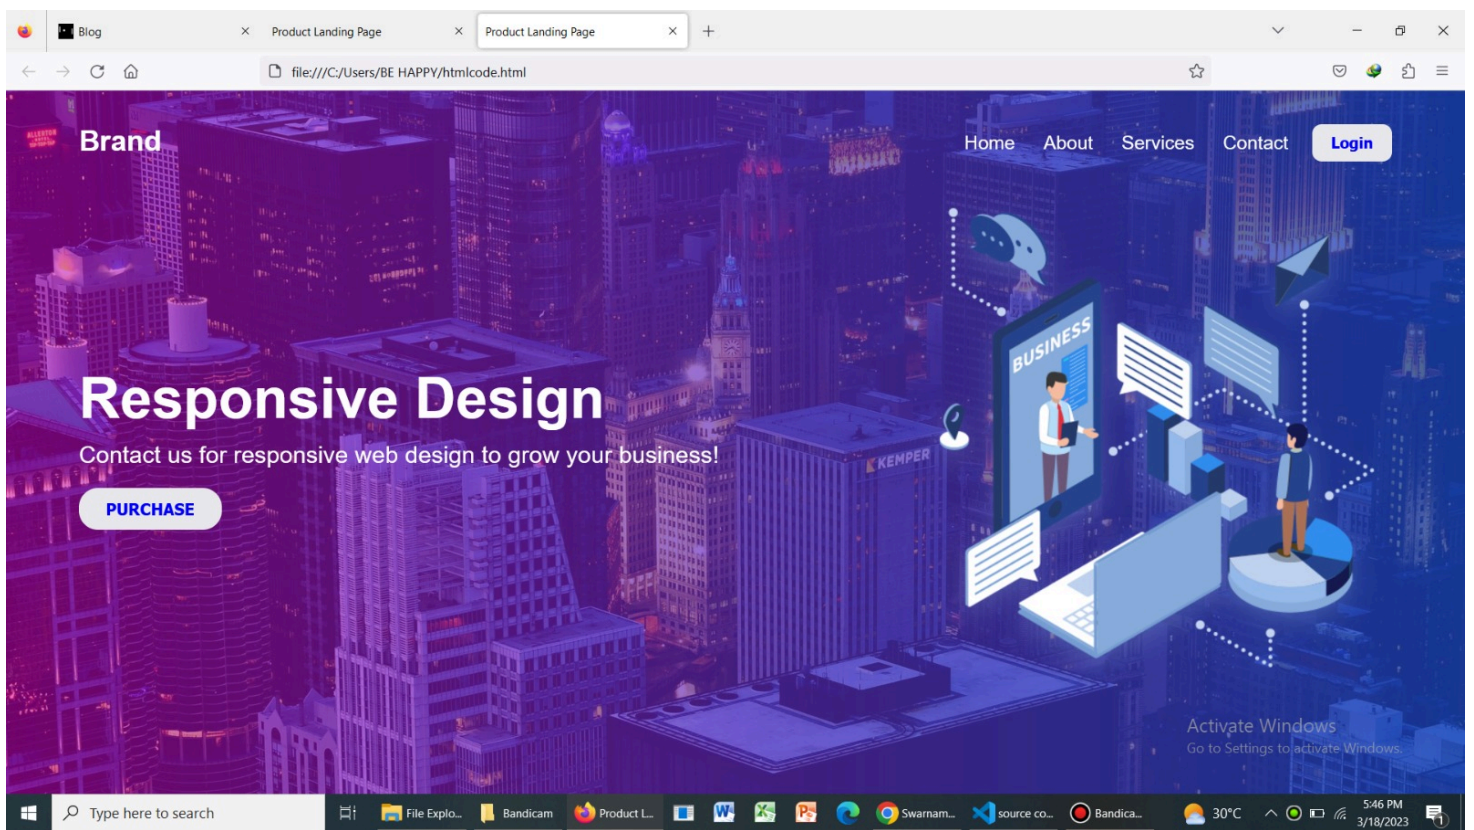 Blog
Product Landing Page
Product Landing Page
file:///C:/Users/BE HAPPY/htmlcode.html
Brand
Home About Services Contact Login
BUSINESS
Responsive Design
Contact us for responsive web design to grow your business!
KEMPER
PURCHASE
Activate Windows
Go to Settings to activate Windows.
Type here to search
File Explo...
Bandicam
Product L...
Swarnam...
source co...
Bandica...
30°C
5:46 PM
3/18/2023